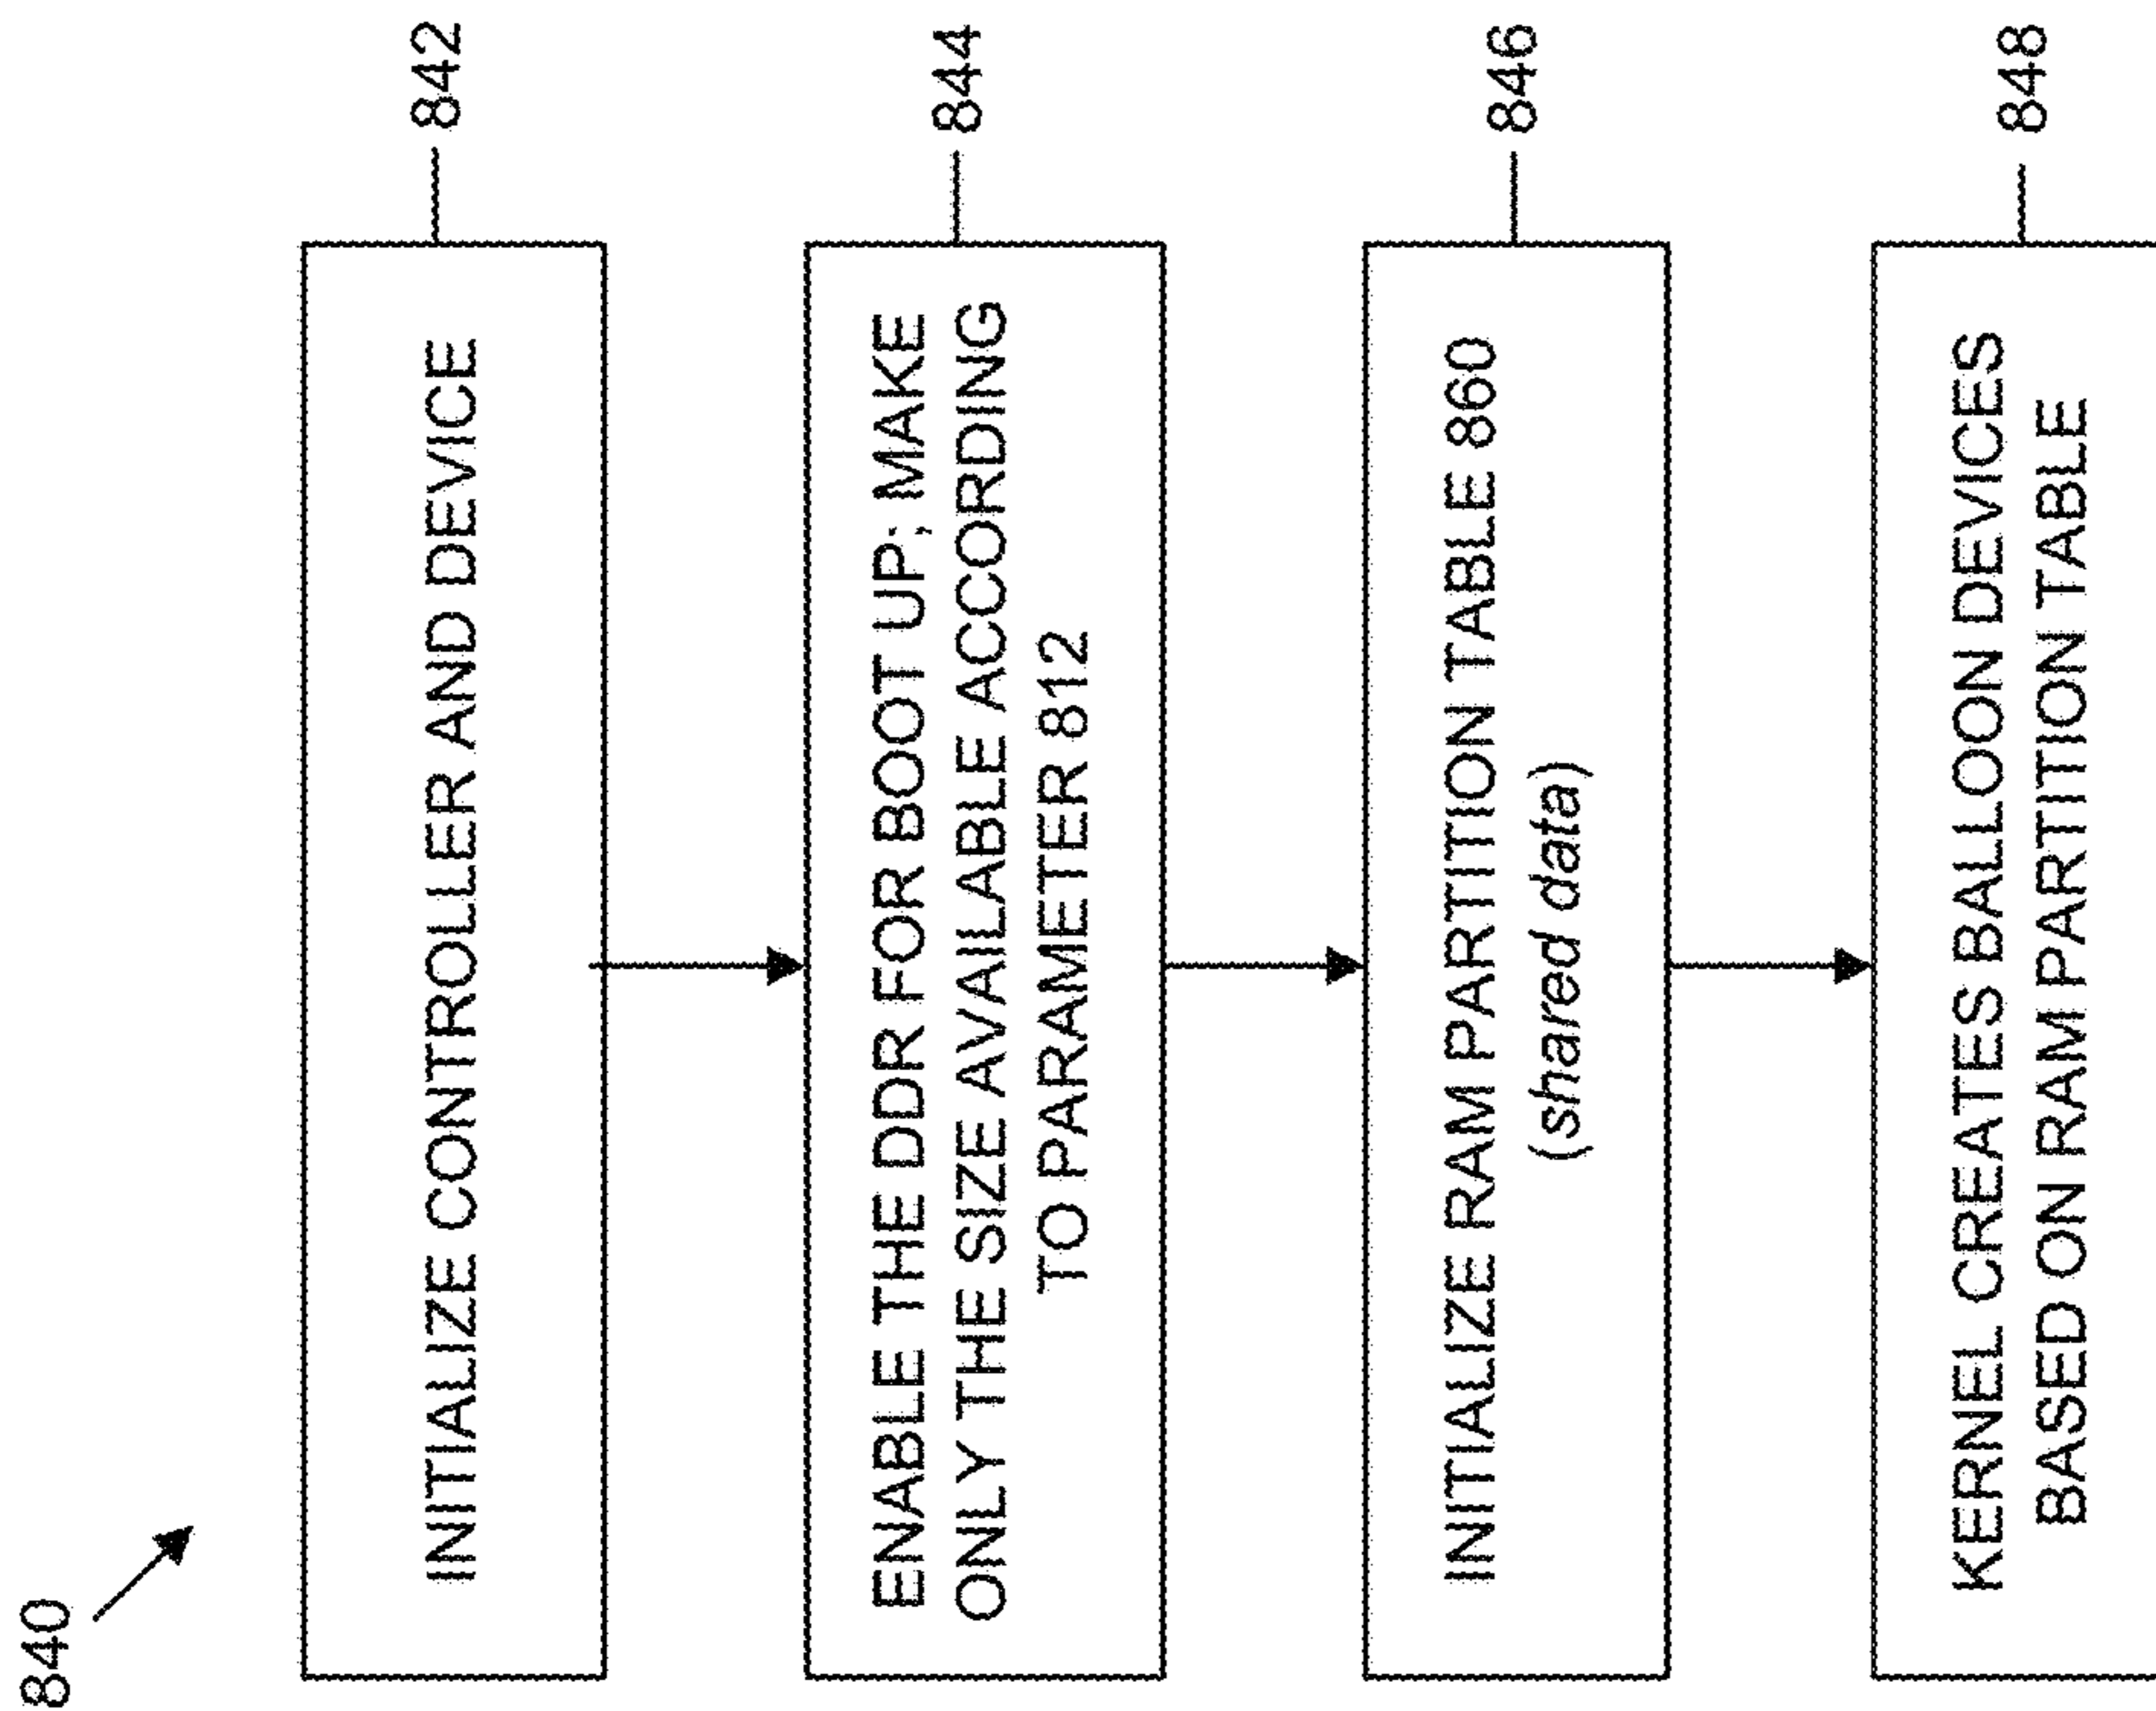 840
INITIALIZE CONTROLLER AND DEVICE
842
ENABLE THE DDR FOR BOOT UP; MAKE
ONLY THE SIZE AVAILABLE ACCORDING
TO PARAMETER 812
844
INITIALIZE RAM PARTITION TABLE 860
(shared data)
846
KERNEL CREATES BALLOON DEVICES
BASED ON RAM PARTITION TABLE
848